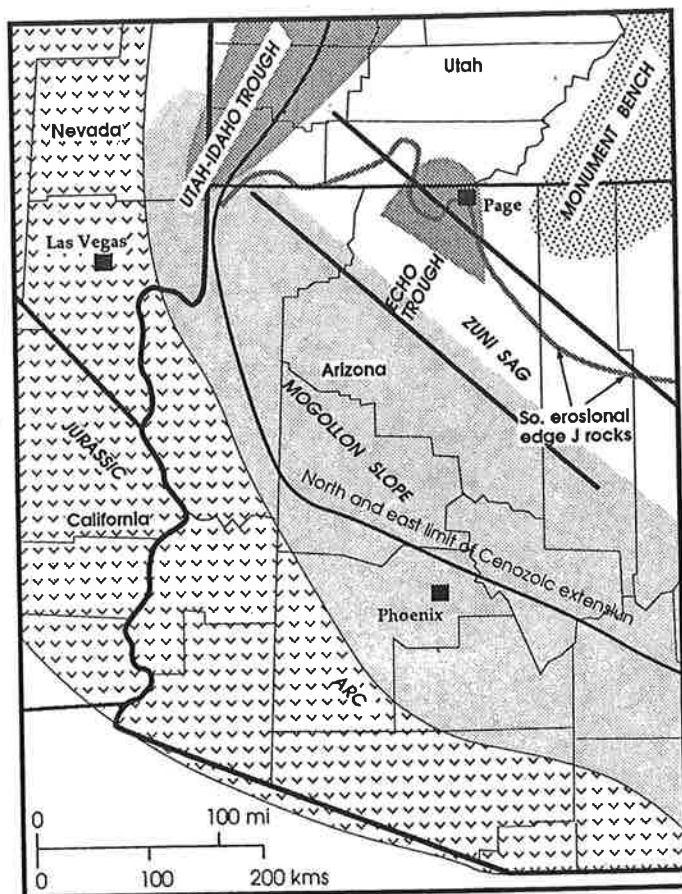 Utah
UTAH-IDAHO TROUGH
MONUMENT BENCH
Nevada
Page
Las Vegas
ECHO
TROUGH
ZUNI SAG
Arizona
MOGOLLON SLOPE
So. erosional
edge J rocks
JURASSIC
California
North and east limit of Cenozoic extensiun
Phoenix
ARC
0 100 mi
0 100 200 kms